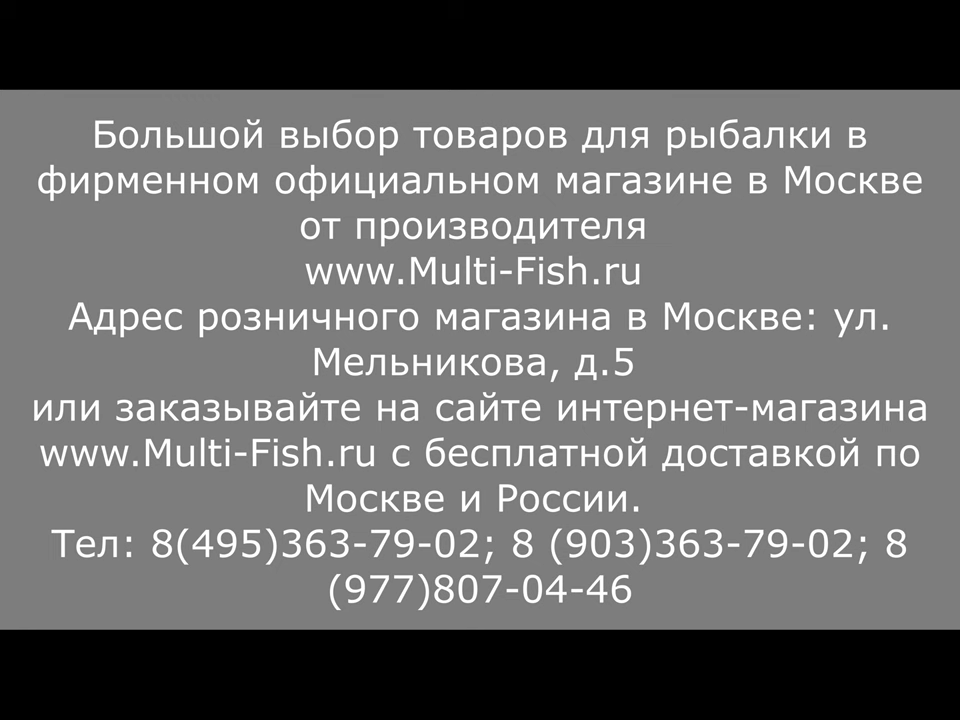 Большой выбор товаров для рыбалки в
фирменном официальном магазине в Москве
от производителя
www.Multi-Fish.ru
Адрес розничного магазина в Москве: ул.
Мельникова, д.5
или заказывайте на сайте интернет-магазина
www.Multi-Fish.ru с бесплатной доставкой по
Москве и России.
Тел: 8(495)363-79-02; 8 (903)363-79-02; 8
(977)807-04-46